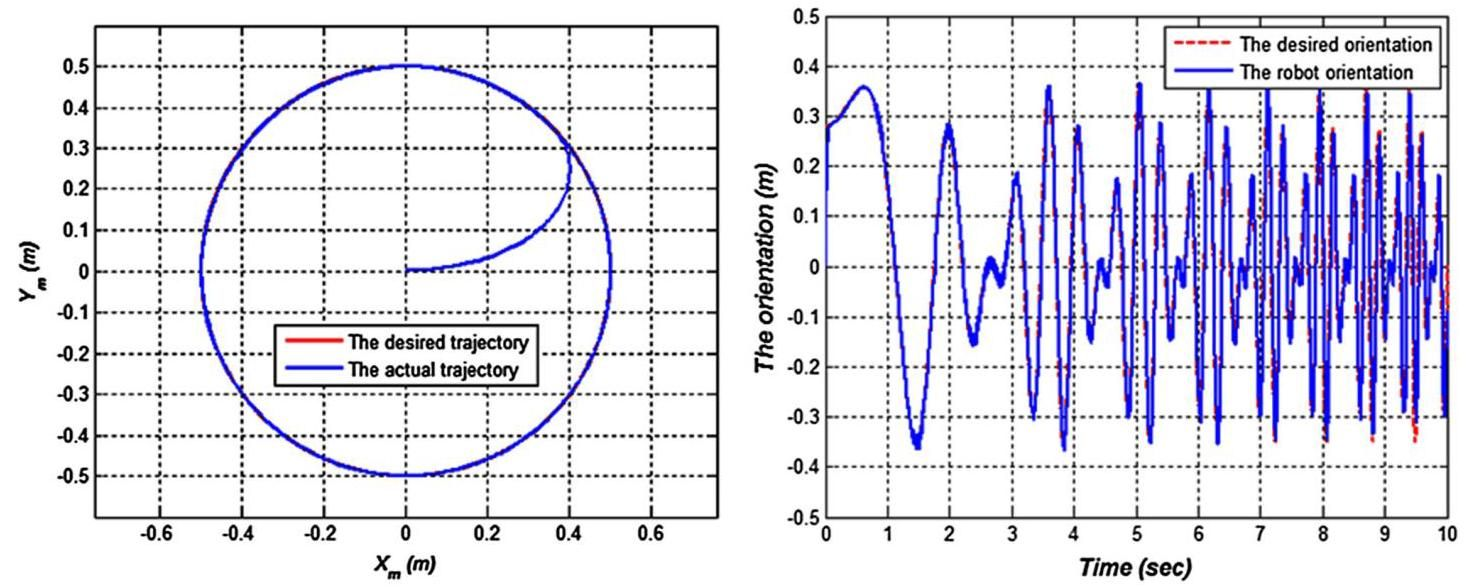 0.5
0.4
0.3
0.2
0.1
0
-0.1
-0.2
-0.3
-0.4
-0.5
Ym (m)
The desired trajectory
The actual trajectory
-0.6 -0.4 -0.2 0 0.2 0.4 0.6
Xm (m)
0.5
0.4
0.3
0.2
0.1
0
-0.1
-0.2
-0.3
-0.4
-0.5
The orientation (m)
The desired orientation
The robot orientation
0 1 2 3 4 5 6 7 8 9 10
Time (sec)